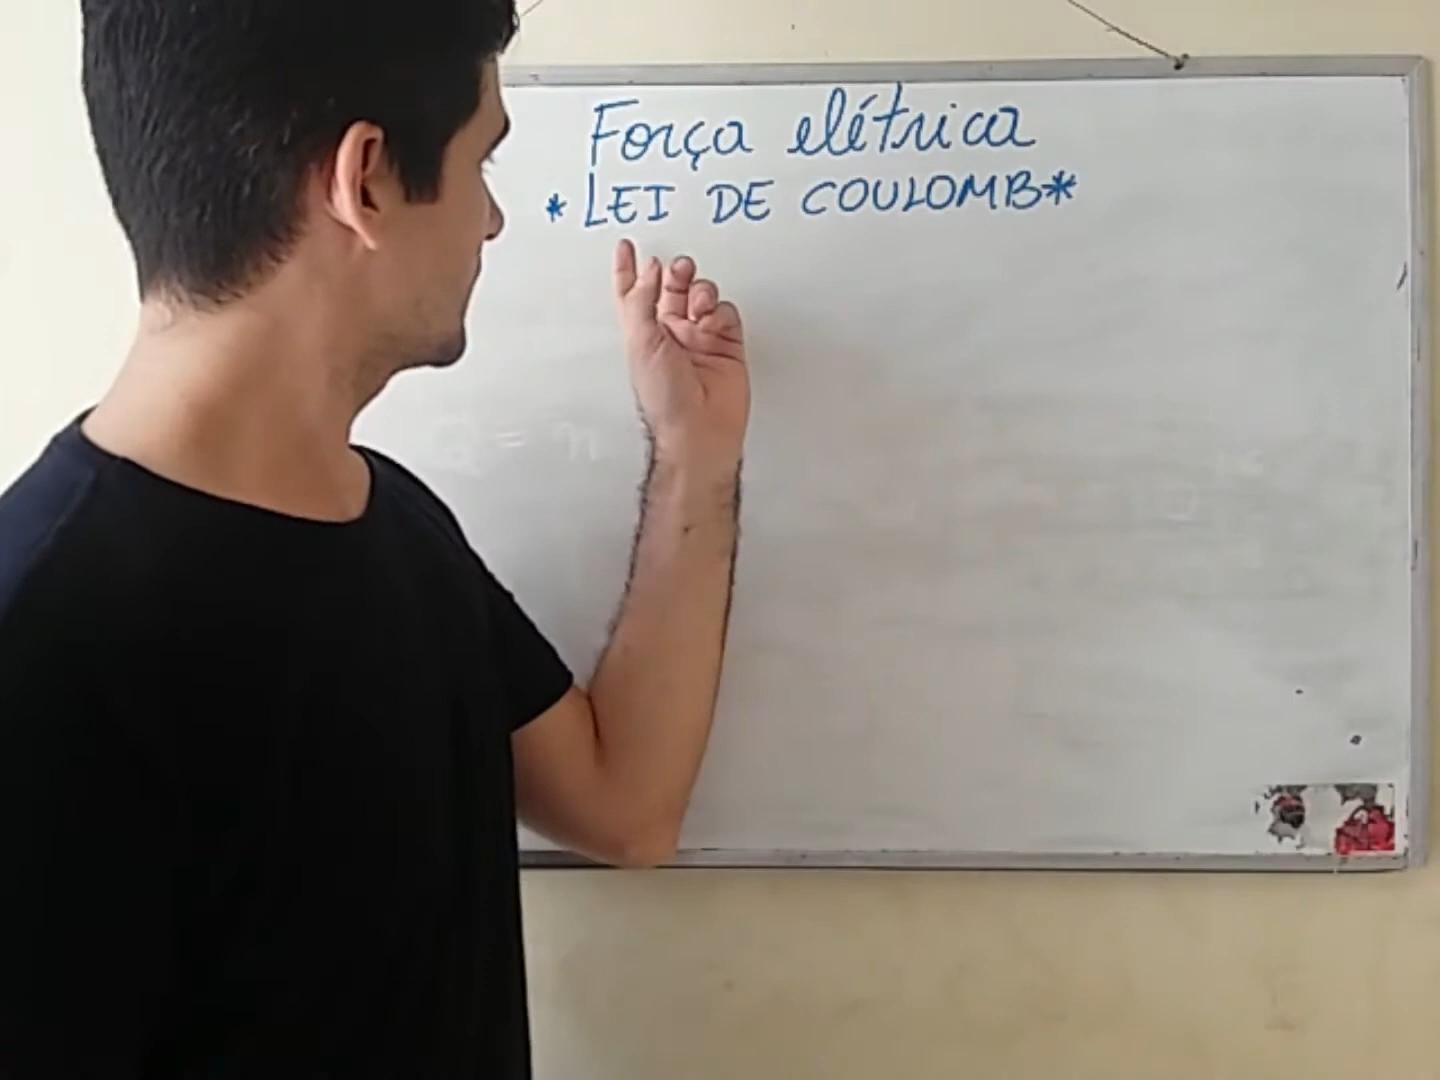 Força elétrica
*LEI DE COULOMB*
Q = n